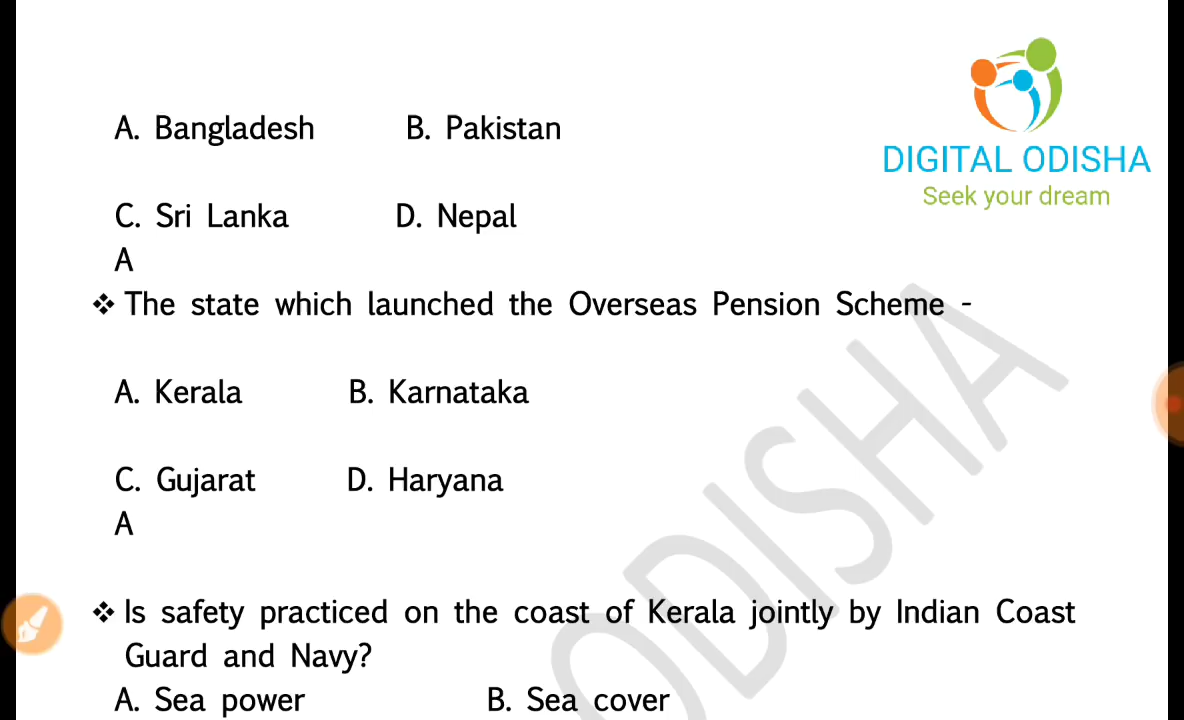 A. Bangladesh B. Pakistan
DIGITAL ODISHA
Seek your dream
C. Sri Lanka D. Nepal
A
❖ The state which launched the Overseas Pension Scheme -
A. Kerala B. Karnataka
C. Gujarat D. Haryana
A
❖ Is safety practiced on the coast of Kerala jointly by Indian Coast
Guard and Navy?
A. Sea power B. Sea cover
ODISHA